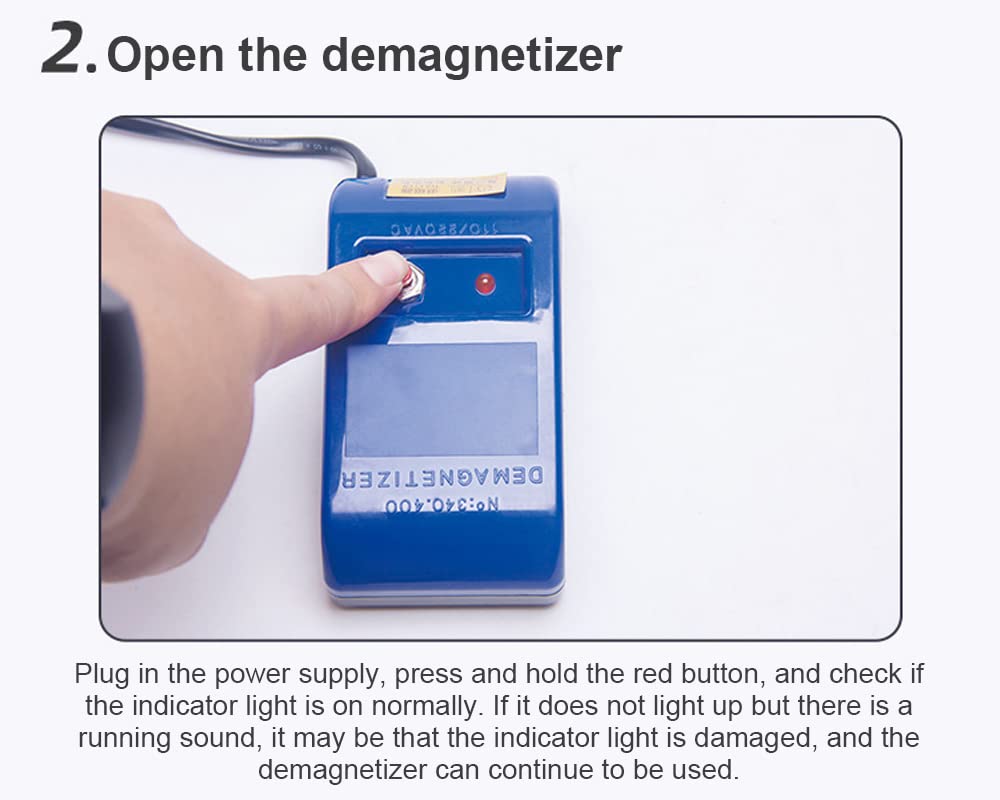 2. Open the demagnetizer
110/220VAC
DEMAGNETIZER
Nº:340.400
Plug in the power supply, press and hold the red button, and check if
the indicator light is on normally. If it does not light up but there is a
running sound, it may be that the indicator light is damaged, and the
demagnetizer can continue to be used.